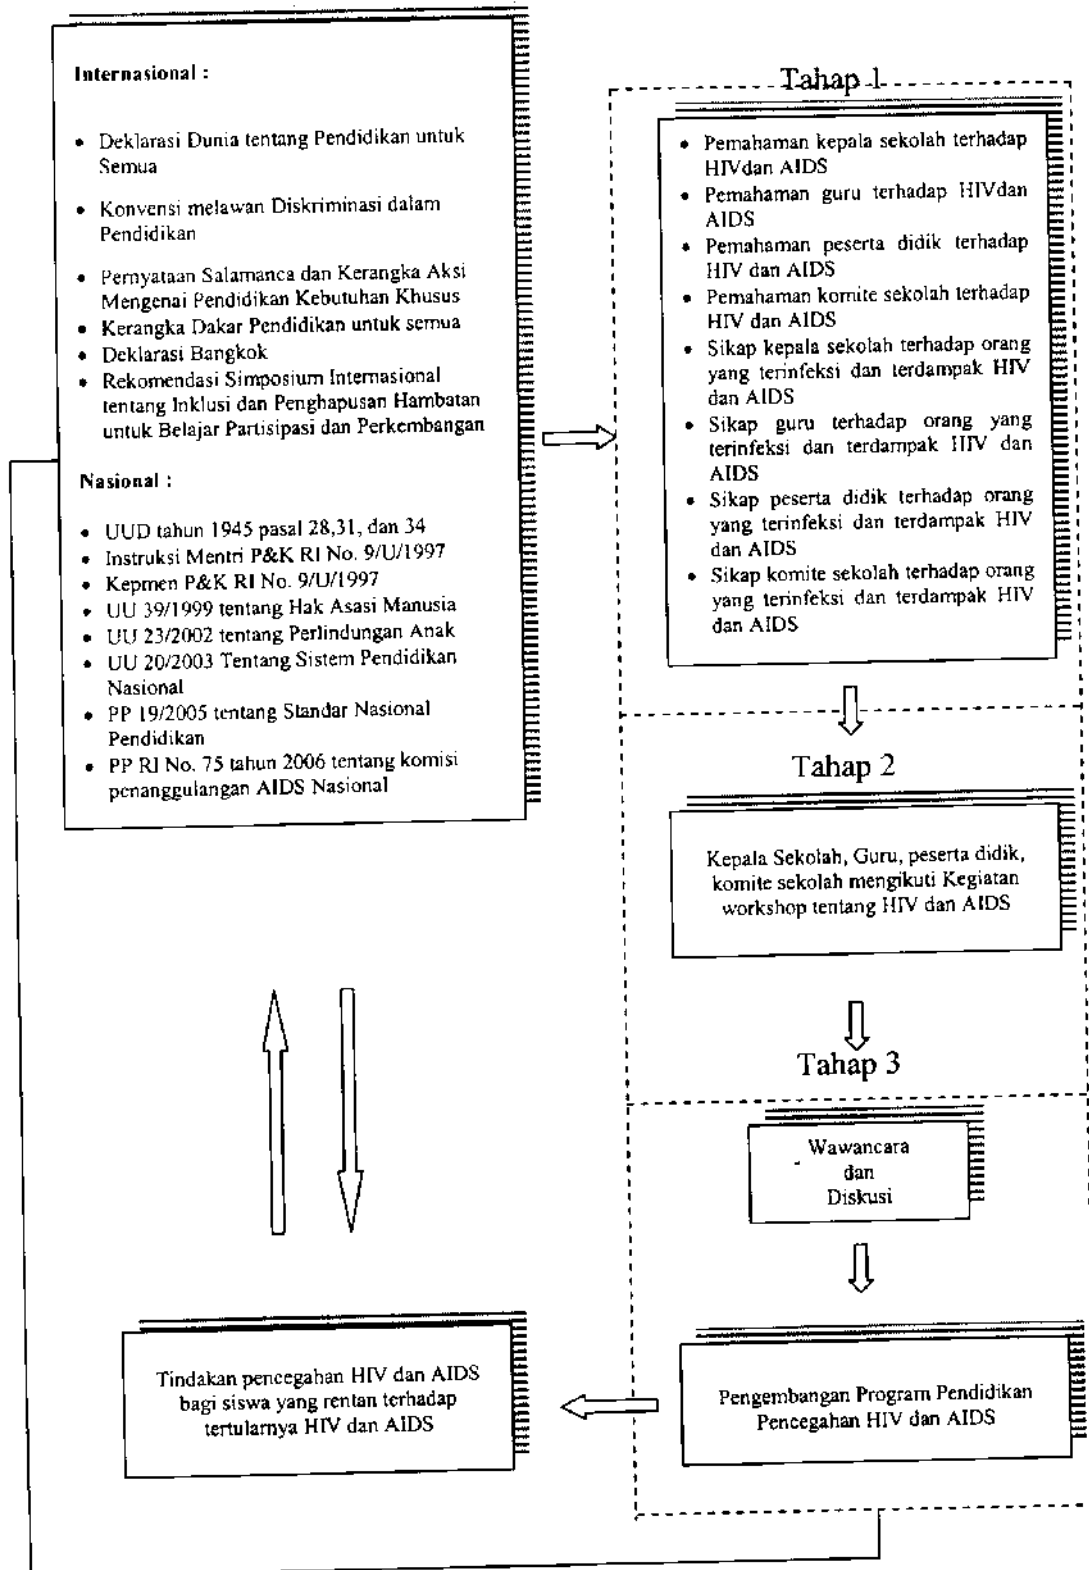 Internasional :
• Deklarasi Dunia tentang Pendidikan untuk
Semua
• Konvensi melawan Diskriminasi dalam
Pendidikan
• Pernyataan Salamanca dan Kerangka Aksi
Mengenai Pendidikan Kebutuhan Khusus
• Kerangka Dakar Pendidikan untuk semua
• Deklarasi Bangkok
• Rekomendasi Simposium Internasional
tentang Inklusi dan Penghapusan Hambatan
untuk Belajar Partisipasi dan Perkembangan
Nasional :
• UUD tahun 1945 pasal 28,31, dan 34
• Instruksi Mentri P&K RI No. 9/U/1997
• Kepmen P&K RI No. 9/U/1997
• UU 39/1999 tentang Hak Asasi Manusia
• UU 23/2002 tentang Perlindungan Anak
• UU 20/2003 Tentang Sistem Pendidikan
Nasional
• PP 19/2005 tentang Standar Nasional
Pendidikan
• PP RI No. 75 tahun 2006 tentang komisi
penanggulangan AIDS Nasional
Tahap 1
• Pemahaman kepala sekolah terhadap
HIVdan AIDS
• Pemahaman guru terhadap HIVdan
AIDS
• Pemahaman peserta didik terhadap
HIV dan AIDS
• Pemahaman komite sekolah terhadap
HIV dan AIDS
• Sikap kepala sekolah terhadap orang
yang terinfeksi dan terdampak HIV
dan AIDS
• Sikap guru terhadap orang yang
terinfeksi dan terdampak HIV dan
AIDS
• Sikap peserta didik terhadap orang
yang terinfeksi dan terdampak HIV
dan AIDS
• Sikap komite sekolah terhadap orang
yang terinfeksi dan terdampak HIV
dan AIDS
Tahap 2
Kepala Sekolah, Guru, peserta didik,
komite sekolah mengikuti Kegiatan
workshop tentang HIV dan AIDS
Tahap 3
Wawancara
dan
Diskusi
Pengembangan Program Pendidikan
Pencegahan HIV dan AIDS
Tindakan pencegahan HIV dan AIDS
bagi siswa yang rentan terhadap
tertularnya HIV dan AIDS